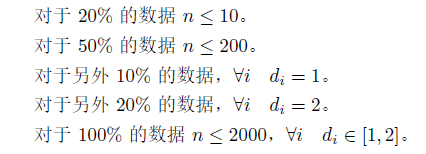 对于 20% 的数据 n ≤ 10。
对于 50% 的数据 n ≤ 200。
对于另外 10% 的数据，∀i d_i = 1。
对于另外 20% 的数据，∀i d_i = 2。
对于 100% 的数据 n ≤ 2000，∀i d_i ∈ [1, 2]。